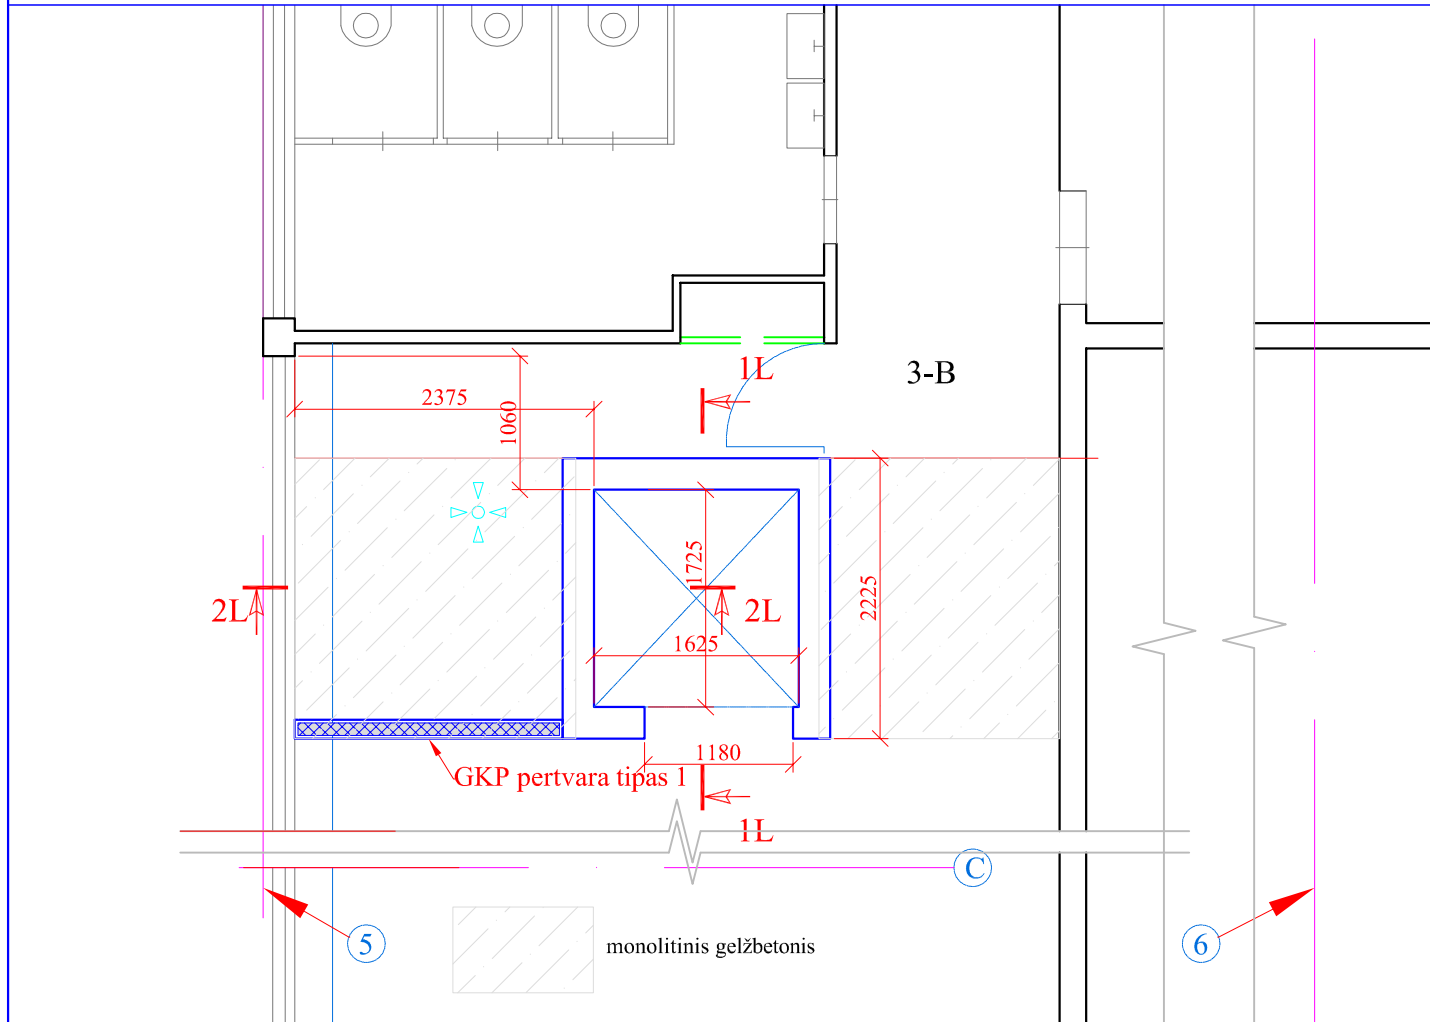 1L
3-B
2375
1060
1725
2225
2L
2L
1625
1180
GKP pertvara tipas 1
1L
C
5
monolitinis gelžbetonis
6